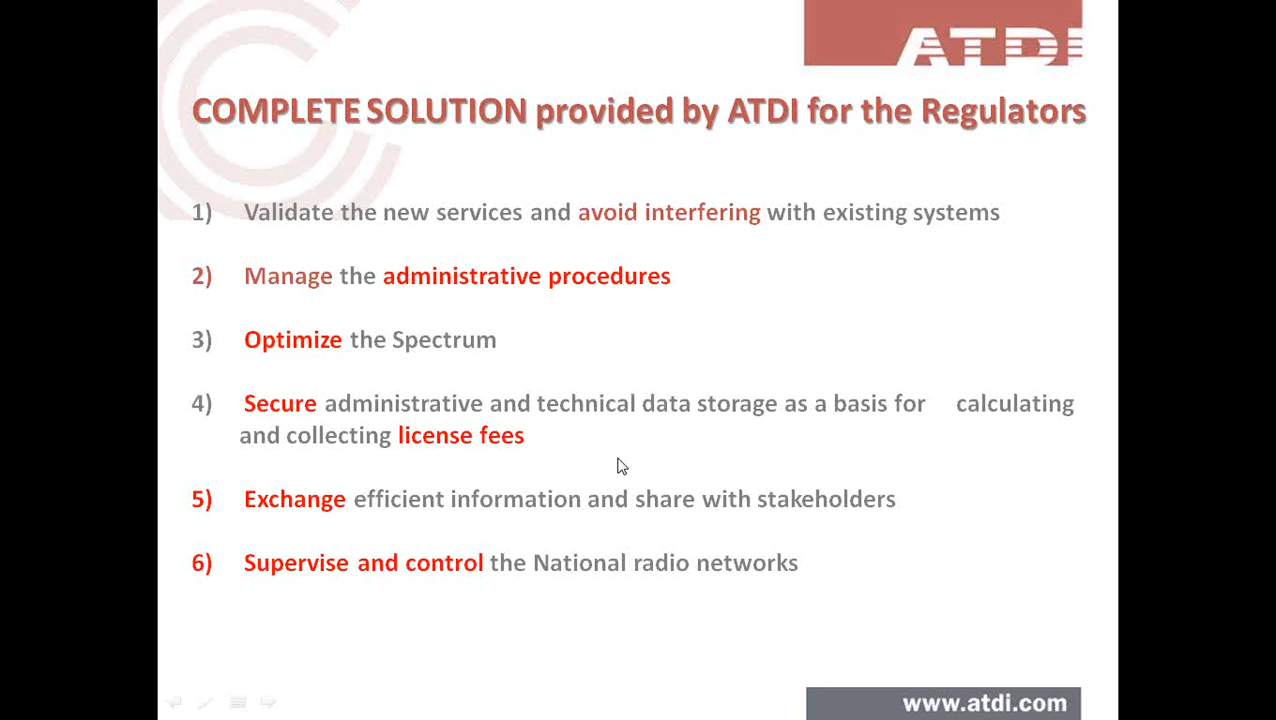 ATDI
COMPLETE SOLUTION provided by ATDI for the Regulators
1) Validate the new services and avoid interfering with existing systems
2) Manage the administrative procedures
3) Optimize the Spectrum
4) Secure administrative and technical data storage as a basis for calculating
and collecting license fees
5) Exchange efficient information and share with stakeholders
6) Supervise and control the National radio networks
www.atdi.com